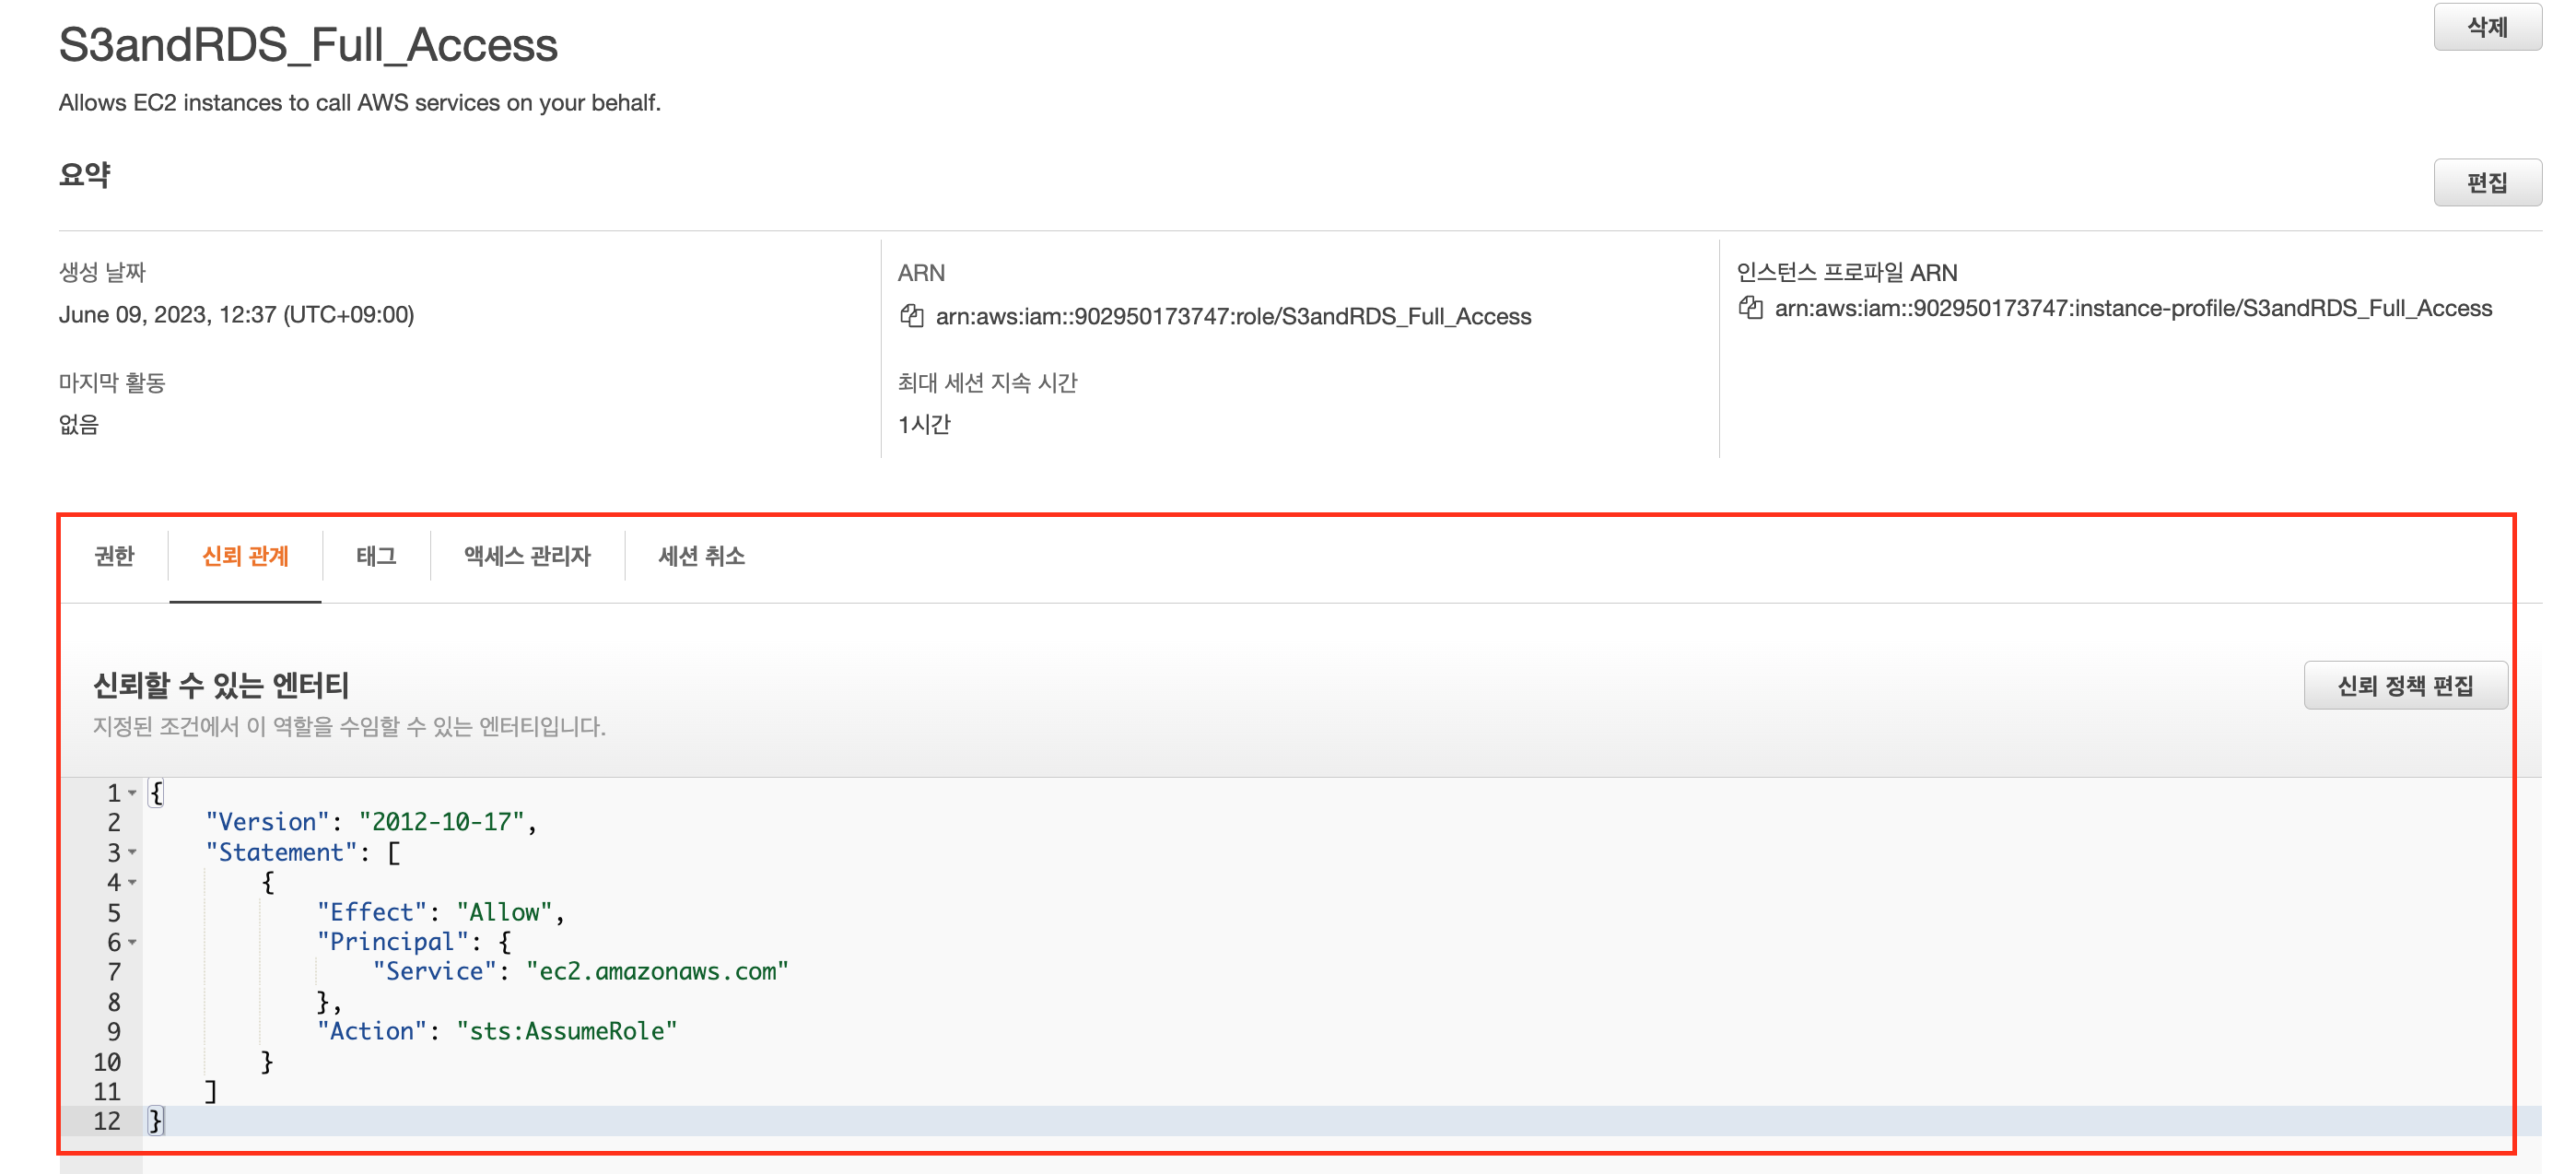 S3andRDS_Full_Access
삭제
Allows EC2 instances to call AWS services on your behalf.
요약
편집
생성 날짜
June 09, 2023, 12:37 (UTC+09:00)
ARN
arn:aws:iam::902950173747:role/S3andRDS_Full_Access
인스턴스 프로파일 ARN
arn:aws:iam::902950173747:instance-profile/S3andRDS_Full_Access
마지막 활동
없음
최대 세션 지속 시간
1시간
권한 신뢰 관계 태그 액세스 관리자 세션 취소
신뢰할 수 있는 엔터티
지정된 조건에서 이 역할을 수임할 수 있는 엔터티입니다.
신뢰 정책 편집
1 {
2 "Version": "2012-10-17",
3 "Statement": [
4 {
5 "Effect": "Allow",
6 "Principal": {
7 "Service": "ec2.amazonaws.com"
8 },
9 "Action": "sts:AssumeRole"
10 }
11 ]
12 }